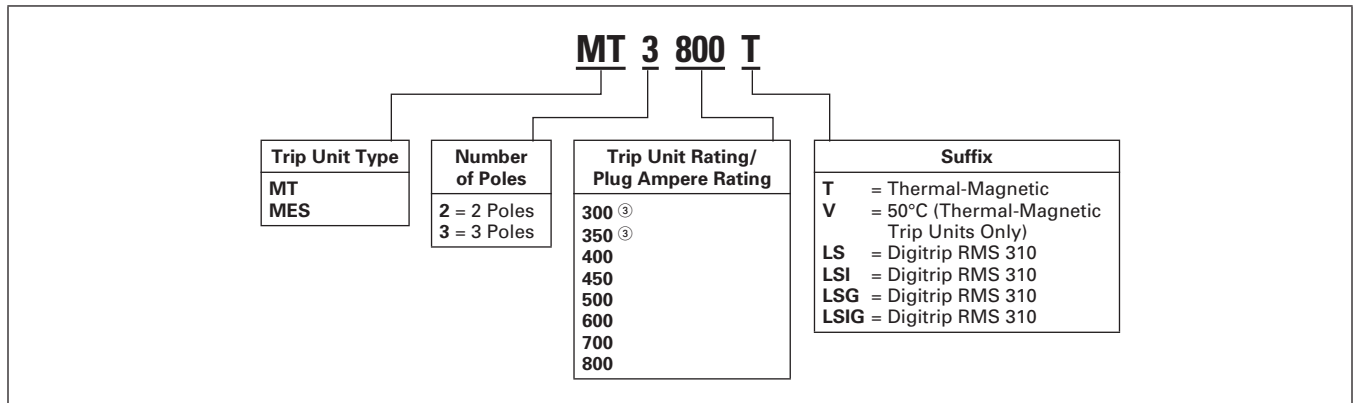 MT 3 800 T
Trip Unit Type
MT
MES
Number
of Poles
2 = 2 Poles
3 = 3 Poles
Trip Unit Rating/
Plug Ampere Rating
300 ③
350 ③
400
450
500
600
700
800
Suffix
T = Thermal-Magnetic
V = 50°C (Thermal-Magnetic
Trip Units Only)
LS = Digitrip RMS 310
LSI = Digitrip RMS 310
LSG = Digitrip RMS 310
LSIG = Digitrip RMS 310